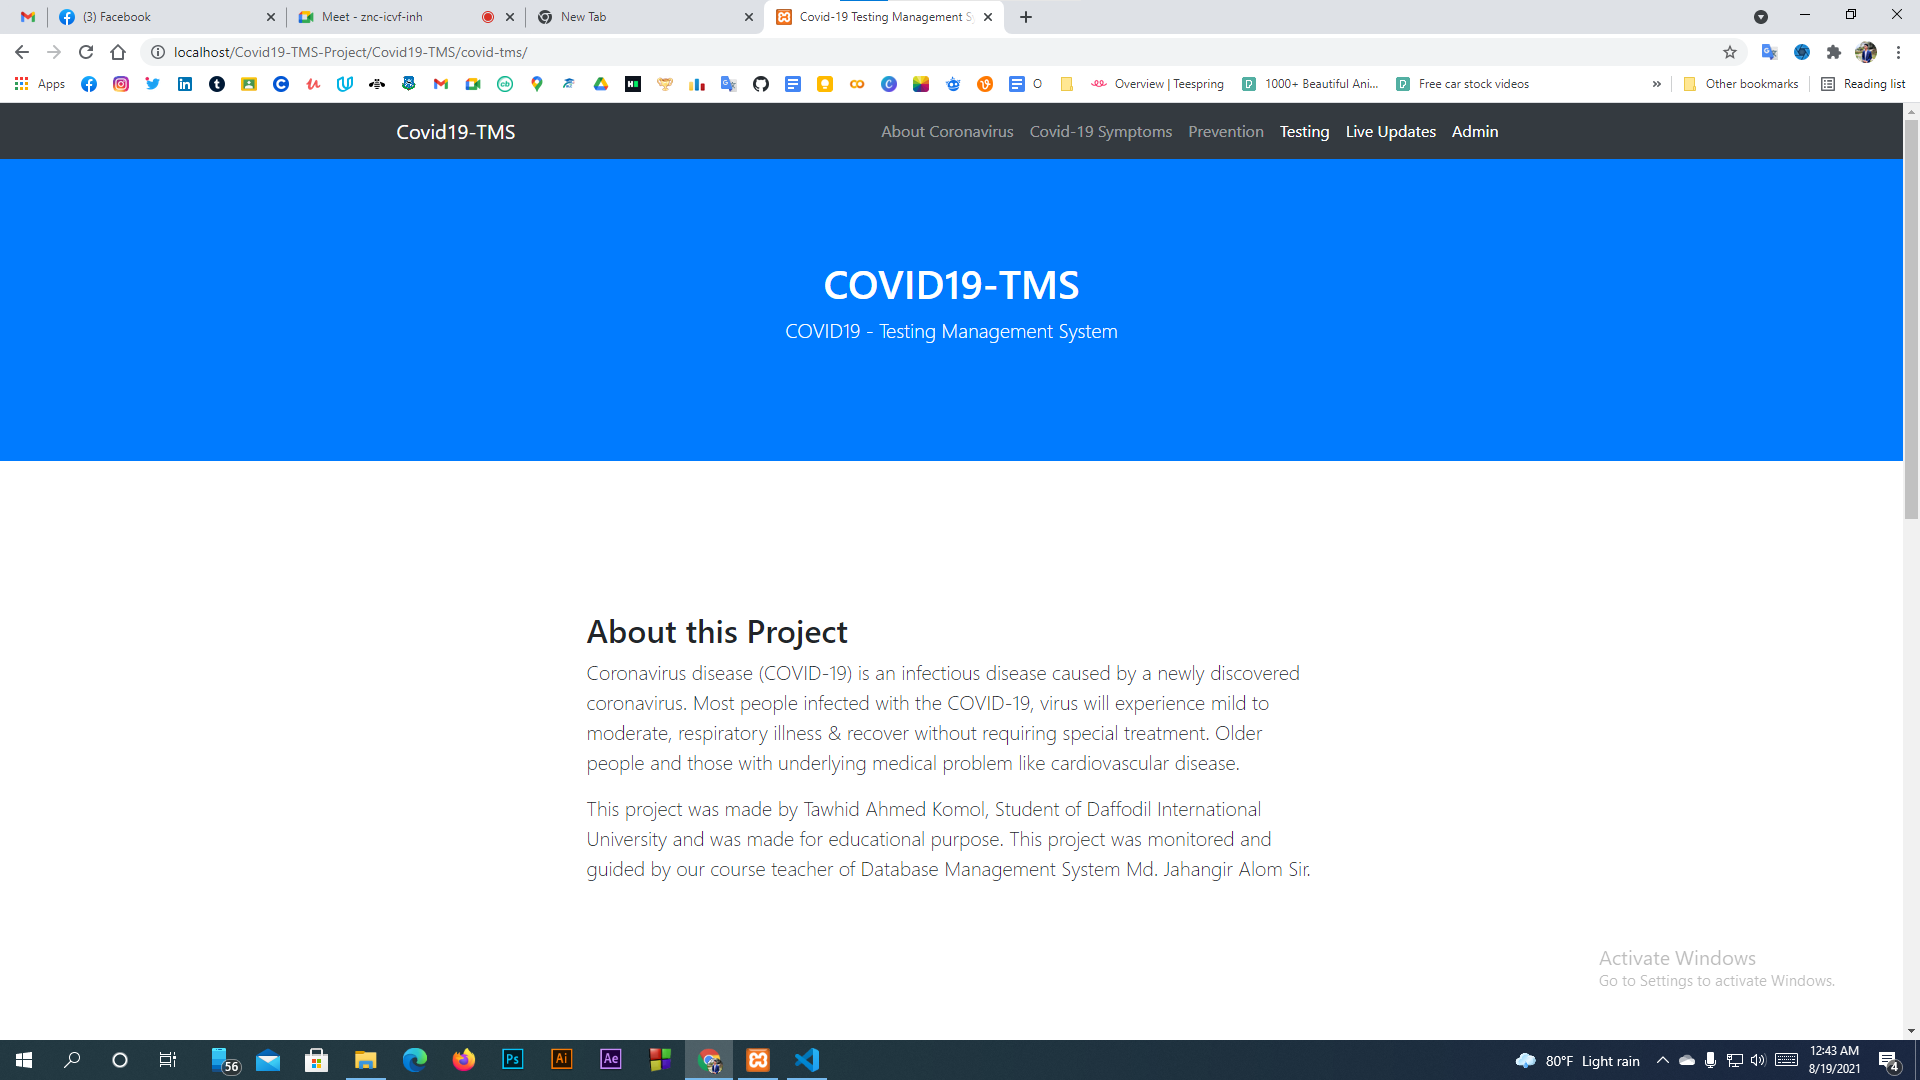 (3) Facebook
Meet - znc-icvf-inh
New Tab
Covid-19 Testing Management S
localhost/Covid19-TMS-Project/Covid19-TMS/covid-tms/
Apps
O
Overview | Teespring
1000+ Beautiful Ani...
Free car stock videos
»
Other bookmarks
Reading list
Covid19-TMS
About Coronavirus
Covid-19 Symptoms
Prevention
Testing
Live Updates
Admin
COVID19-TMS
COVID19 - Testing Management System
About this Project
Coronavirus disease (COVID-19) is an infectious disease caused by a newly discovered
coronavirus. Most people infected with the COVID-19, virus will experience mild to
moderate, respiratory illness & recover without requiring special treatment. Older
people and those with underlying medical problem like cardiovascular disease.
This project was made by Tawhid Ahmed Komol, Student of Daffodil International
University and was made for educational purpose. This project was monitored and
guided by our course teacher of Database Management System Md. Jahangir Alom Sir.
Activate Windows
Go to Settings to activate Windows.
56
Ps
Ai
Ae
80°F Light rain
12:43 AM
8/19/2021
4